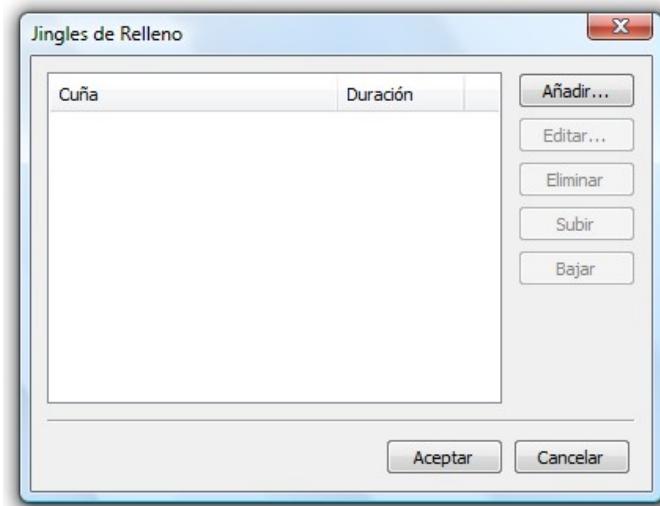 Jingles de Relleno
Cuña Duración
Añadir...
Editar...
Eliminar
Subir
Bajar
Aceptar Cancelar